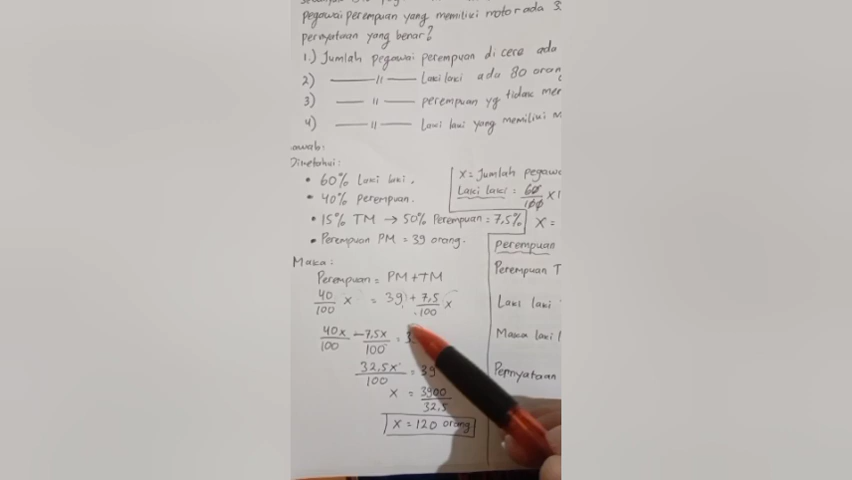 pegawai perempuan yang memiliki motor ada 3
pernyataan yang benar?
1.) Jumlah pegawai perempuan di cere ada
2) ——— 11 —— Laki laki ada 80 oran
3) —— 11 —— perempuan yg tidak mem
4) —— 11 —— Laki laki yang memiliki m
Jawab:
Diketahui:
• 60% Laki laki.
• 40% Perempuan.
• 15% TM → 50% Perempuan = 7,5%
• Perempuan PM = 39 orang.
Maka:
Perempuan = PM + TM
40/100 x = 39 + 7,5/100 x
40x/100 - 7,5x/100 = 3
32,5x/100 = 39
x = 3900/32,5
x = 120 orang
x = Jumlah pegawa
Laki laki : 60/100 x 1
X =
perempuan
Perempuan T
Laki laki
Maka laki l
Pernyataan